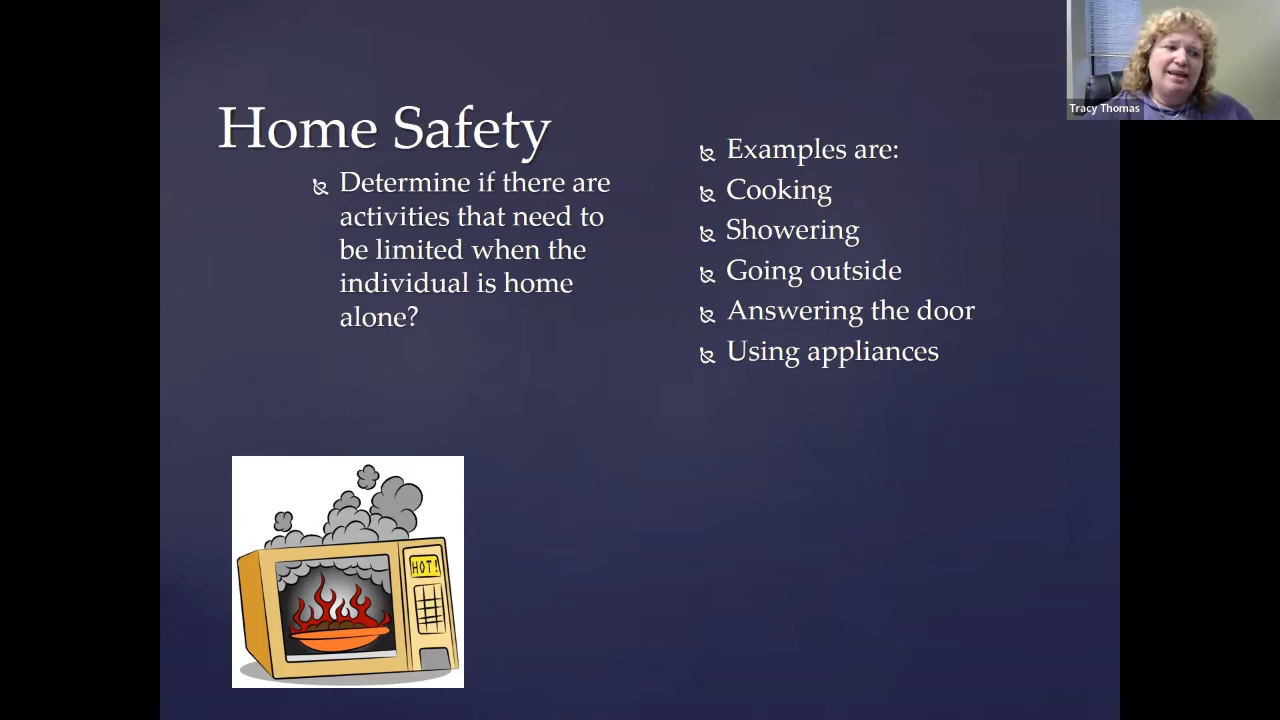 Home Safety
Determine if there are
activities that need to
be limited when the
individual is home
alone?
Examples are:
Cooking
Showering
Going outside
Answering the door
Using appliances
HOT!
Tracy Thomas